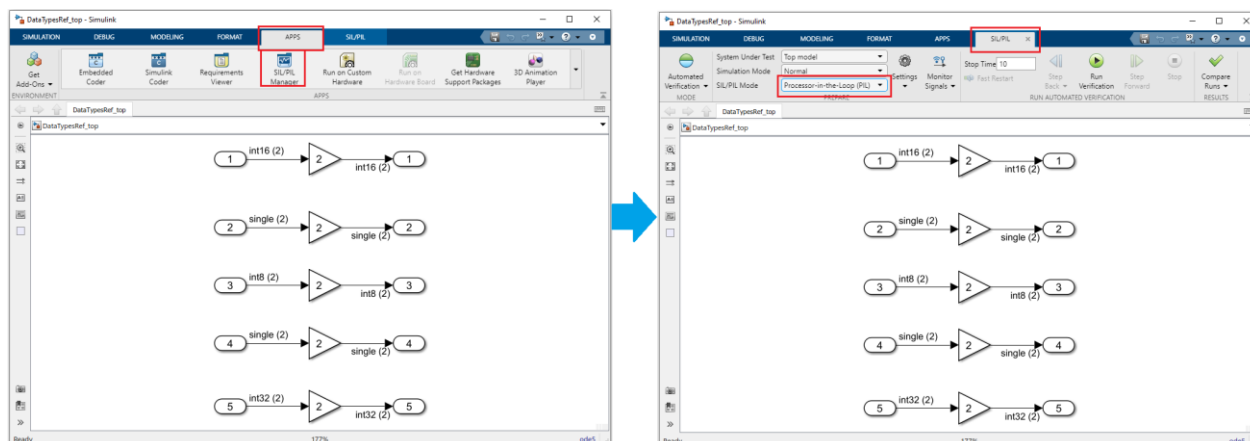 DataTypesRef_top - Simulink
SIMULATION DEBUG MODELING FORMAT APPS SIL/PIL
Get Add-Ons
Embedded Coder
Simulink Coder
Requirements Viewer
SIL/PIL Manager
Run on Custom Hardware
Run on Hardware Board
Get Hardware Support Packages
3D Animation Player
ENVIRONMENT APPS
DataTypesRef_top
DataTypesRef_top
1 int16 (2) 2 int16 (2) 1
2 single (2) 2 single (2) 2
3 int8 (2) 2 int8 (2) 3
4 single (2) 2 single (2) 4
5 int32 (2) 2 int32 (2) 5
Ready 177% ode5
DataTypesRef_top - Simulink
SIMULATION DEBUG MODELING FORMAT APPS SIL/PIL
Automated Verification
System Under Test Top model
Simulation Mode Normal
SIL/PIL Mode Processor-in-the-Loop (PIL)
Settings
Monitor Signals
Stop Time 10
Fast Restart
Step Back
Run Verification
Step Forward
Stop
Compare Runs
MODE PREPARE RUN AUTOMATED VERIFICATION RESULTS
DataTypesRef_top
DataTypesRef_top
1 int16 (2) 2 int16 (2) 1
2 single (2) 2 single (2) 2
3 int8 (2) 2 int8 (2) 3
4 single (2) 2 single (2) 4
5 int32 (2) 2 int32 (2) 5
Ready 177% ode5